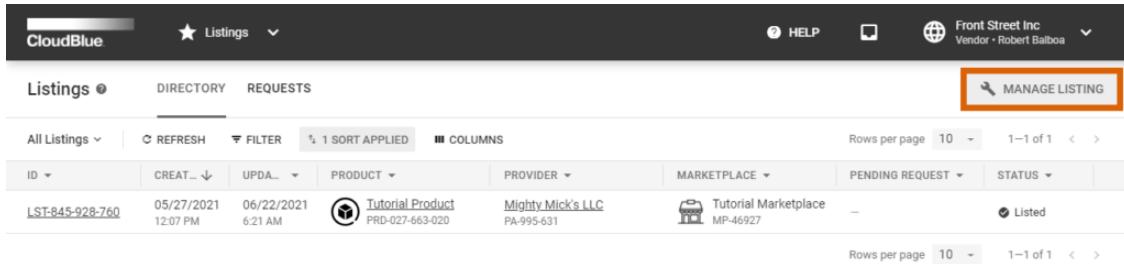 CloudBlue
Listings
HELP
Front Street Inc
Vendor • Robert Balboa
Listings
DIRECTORY
REQUESTS
MANAGE LISTING
All Listings
REFRESH
FILTER
1 SORT APPLIED
COLUMNS
Rows per page 10
1–1 of 1
ID
CREAT...
UPDA...
PRODUCT
PROVIDER
MARKETPLACE
PENDING REQUEST
STATUS
LST-845-928-760
05/27/2021
12:07 PM
06/22/2021
6:21 AM
Tutorial Product
PRD-027-663-020
Mighty Mick's LLC
PA-995-631
Tutorial Marketplace
MP-46927
—
Listed
Rows per page 10
1–1 of 1